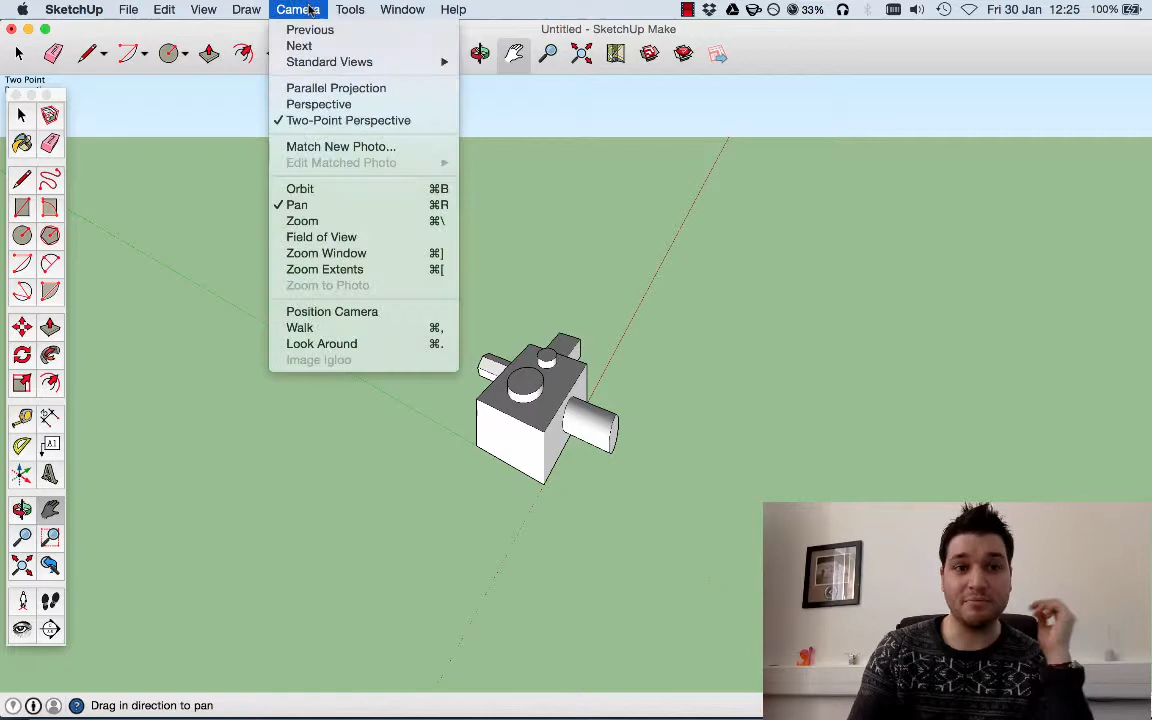 SketchUp File Edit View Draw Camera Tools Window Help 33% Fri 30 Jan 12:25 100%
Untitled - SketchUp Make
Two Point
Previous
Next
Standard Views
Parallel Projection
Perspective
✓ Two-Point Perspective
Match New Photo...
Edit Matched Photo
Orbit ⌘B
✓ Pan ⌘R
Zoom ⌘\
Field of View
Zoom Window ⌘]
Zoom Extents ⌘[
Zoom to Photo
Position Camera
Walk ⌘,
Look Around ⌘.
Image Igloo
A1
Drag in direction to pan